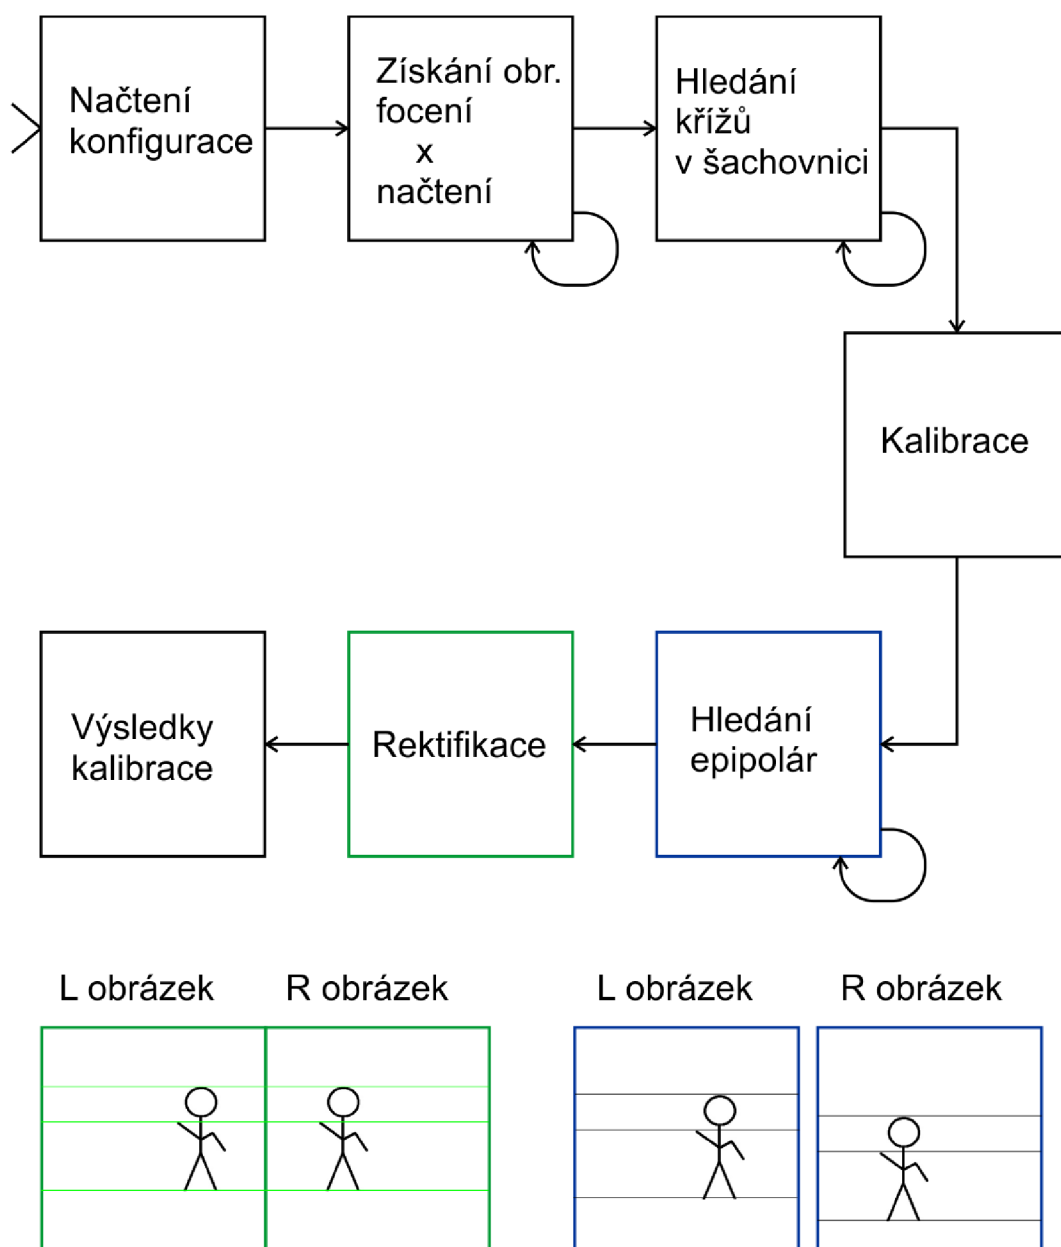 Načtení
konfigurace
Získání obr.
focení
x
načtení
Hledání
křížů
v šachovnici
Kalibrace
Hledání
epipolár
Rektifikace
Výsledky
kalibrace
L obrázek
R obrázek
L obrázek
R obrázek